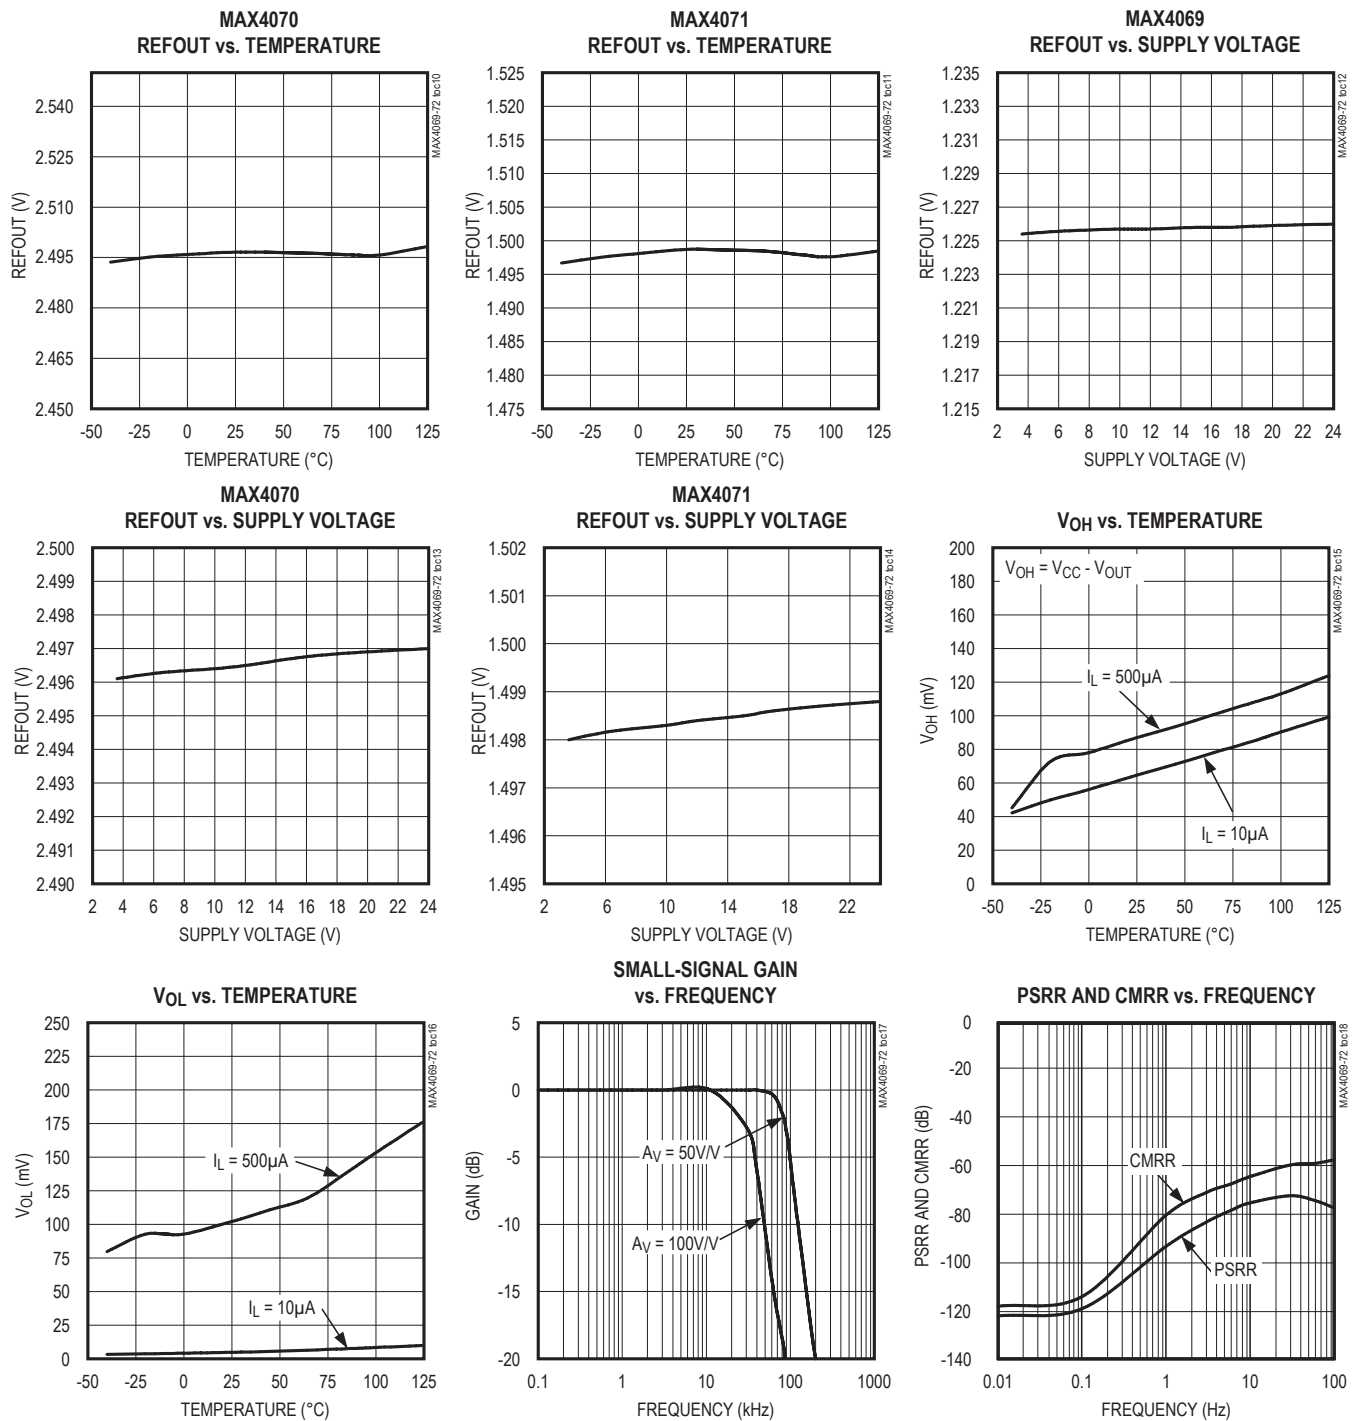 MAX4070
REFOUT vs. TEMPERATURE
MAX4069-72 toc10
REFOUT (V)
2.540
2.525
2.510
2.495
2.480
2.465
2.450
-50 -25 0 25 50 75 100 125
TEMPERATURE (°C)
MAX4071
REFOUT vs. TEMPERATURE
MAX4069-72 toc11
REFOUT (V)
1.525
1.520
1.515
1.510
1.505
1.500
1.495
1.490
1.485
1.480
1.475
-50 -25 0 25 50 75 100 125
TEMPERATURE (°C)
MAX4069
REFOUT vs. SUPPLY VOLTAGE
MAX4069-72 toc12
REFOUT (V)
1.235
1.233
1.231
1.229
1.227
1.225
1.223
1.221
1.219
1.217
1.215
2 4 6 8 10 12 14 16 18 20 22 24
SUPPLY VOLTAGE (V)
MAX4070
REFOUT vs. SUPPLY VOLTAGE
MAX4069-72 toc13
REFOUT (V)
2.500
2.499
2.498
2.497
2.496
2.495
2.494
2.493
2.492
2.491
2.490
2 4 6 8 10 12 14 16 18 20 22 24
SUPPLY VOLTAGE (V)
MAX4071
REFOUT vs. SUPPLY VOLTAGE
MAX4069-72 toc14
REFOUT (V)
1.502
1.501
1.500
1.499
1.498
1.497
1.496
1.495
2 6 10 14 18 22
SUPPLY VOLTAGE (V)
VOH vs. TEMPERATURE
MAX4069-72 toc15
VOH (mV)
200
180
160
140
120
100
80
60
40
20
0
VOH = VCC - VOUT
IL = 500µA
IL = 10µA
-50 -25 0 25 50 75 100 125
TEMPERATURE (°C)
VOL vs. TEMPERATURE
MAX4069-72 toc16
VOL (mV)
250
225
200
175
150
125
100
75
50
25
0
IL = 500µA
IL = 10µA
-50 -25 0 25 50 75 100 125
TEMPERATURE (°C)
SMALL-SIGNAL GAIN
vs. FREQUENCY
MAX4069-72 toc17
GAIN (dB)
5
0
-5
-10
-15
-20
AV = 50V/V
AV = 100V/V
0.1 1 10 100 1000
FREQUENCY (kHz)
PSRR AND CMRR vs. FREQUENCY
MAX4069-72 toc18
PSRR AND CMRR (dB)
0
-20
-40
-60
-80
-100
-120
-140
CMRR
PSRR
0.01 0.1 1 10 100
FREQUENCY (Hz)